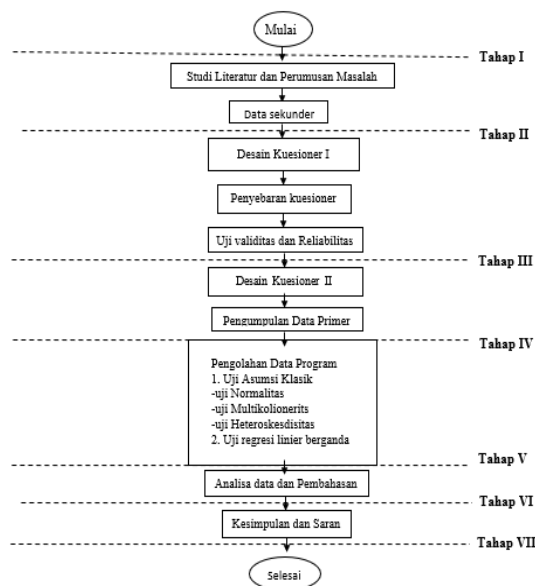 Mulai
Tahap I
Studi Literatur dan Perumusan Masalah
Data sekunder
Tahap II
Desain Kuesioner I
Penyebaran kuesioner
Uji validitas dan Reliabilitas
Tahap III
Desain Kuesioner II
Pengumpulan Data Primer
Tahap IV
Pengolahan Data Program
1. Uji Asumsi Klasik
-uji Normalitas
-uji Multikolionerits
-uji Heteroskesdisitas
2. Uji regresi linier berganda
Tahap V
Analisa data dan Pembahasan
Tahap VI
Kesimpulan dan Saran
Tahap VII
Selesai